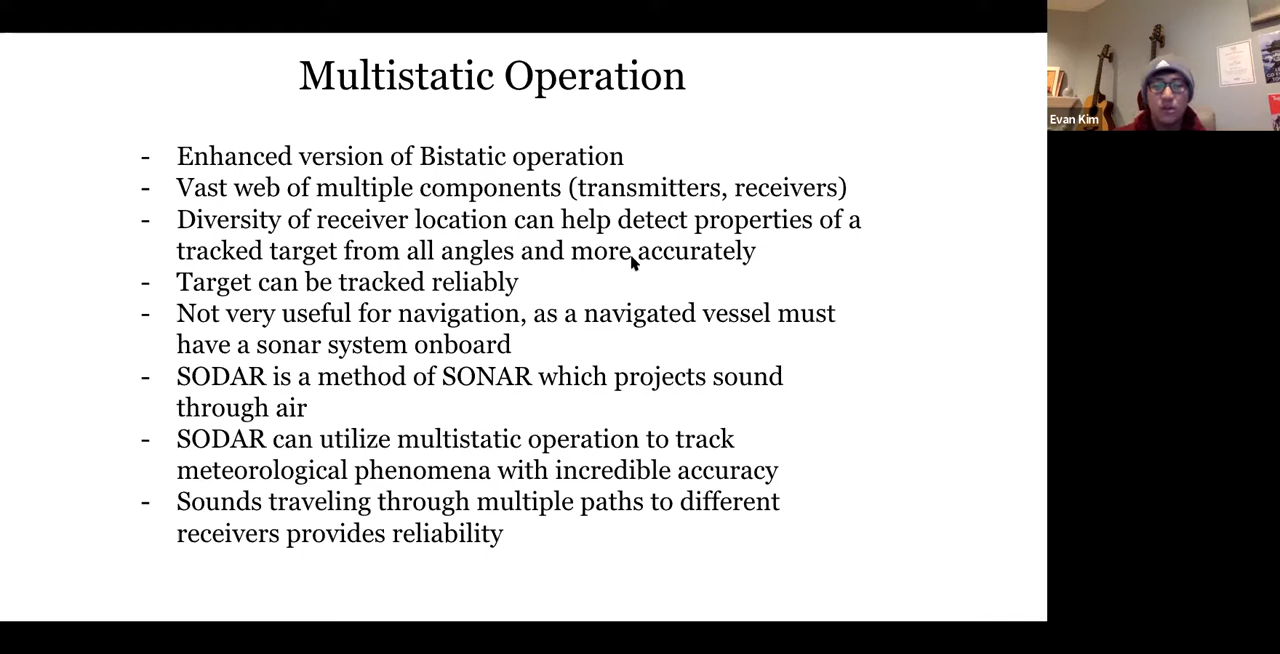 Multistatic Operation
- Enhanced version of Bistatic operation
- Vast web of multiple components (transmitters, receivers)
- Diversity of receiver location can help detect properties of a
tracked target from all angles and more accurately
- Target can be tracked reliably
- Not very useful for navigation, as a navigated vessel must
have a sonar system onboard
- SODAR is a method of SONAR which projects sound
through air
- SODAR can utilize multistatic operation to track
meteorological phenomena with incredible accuracy
- Sounds traveling through multiple paths to different
receivers provides reliability
Evan Kim